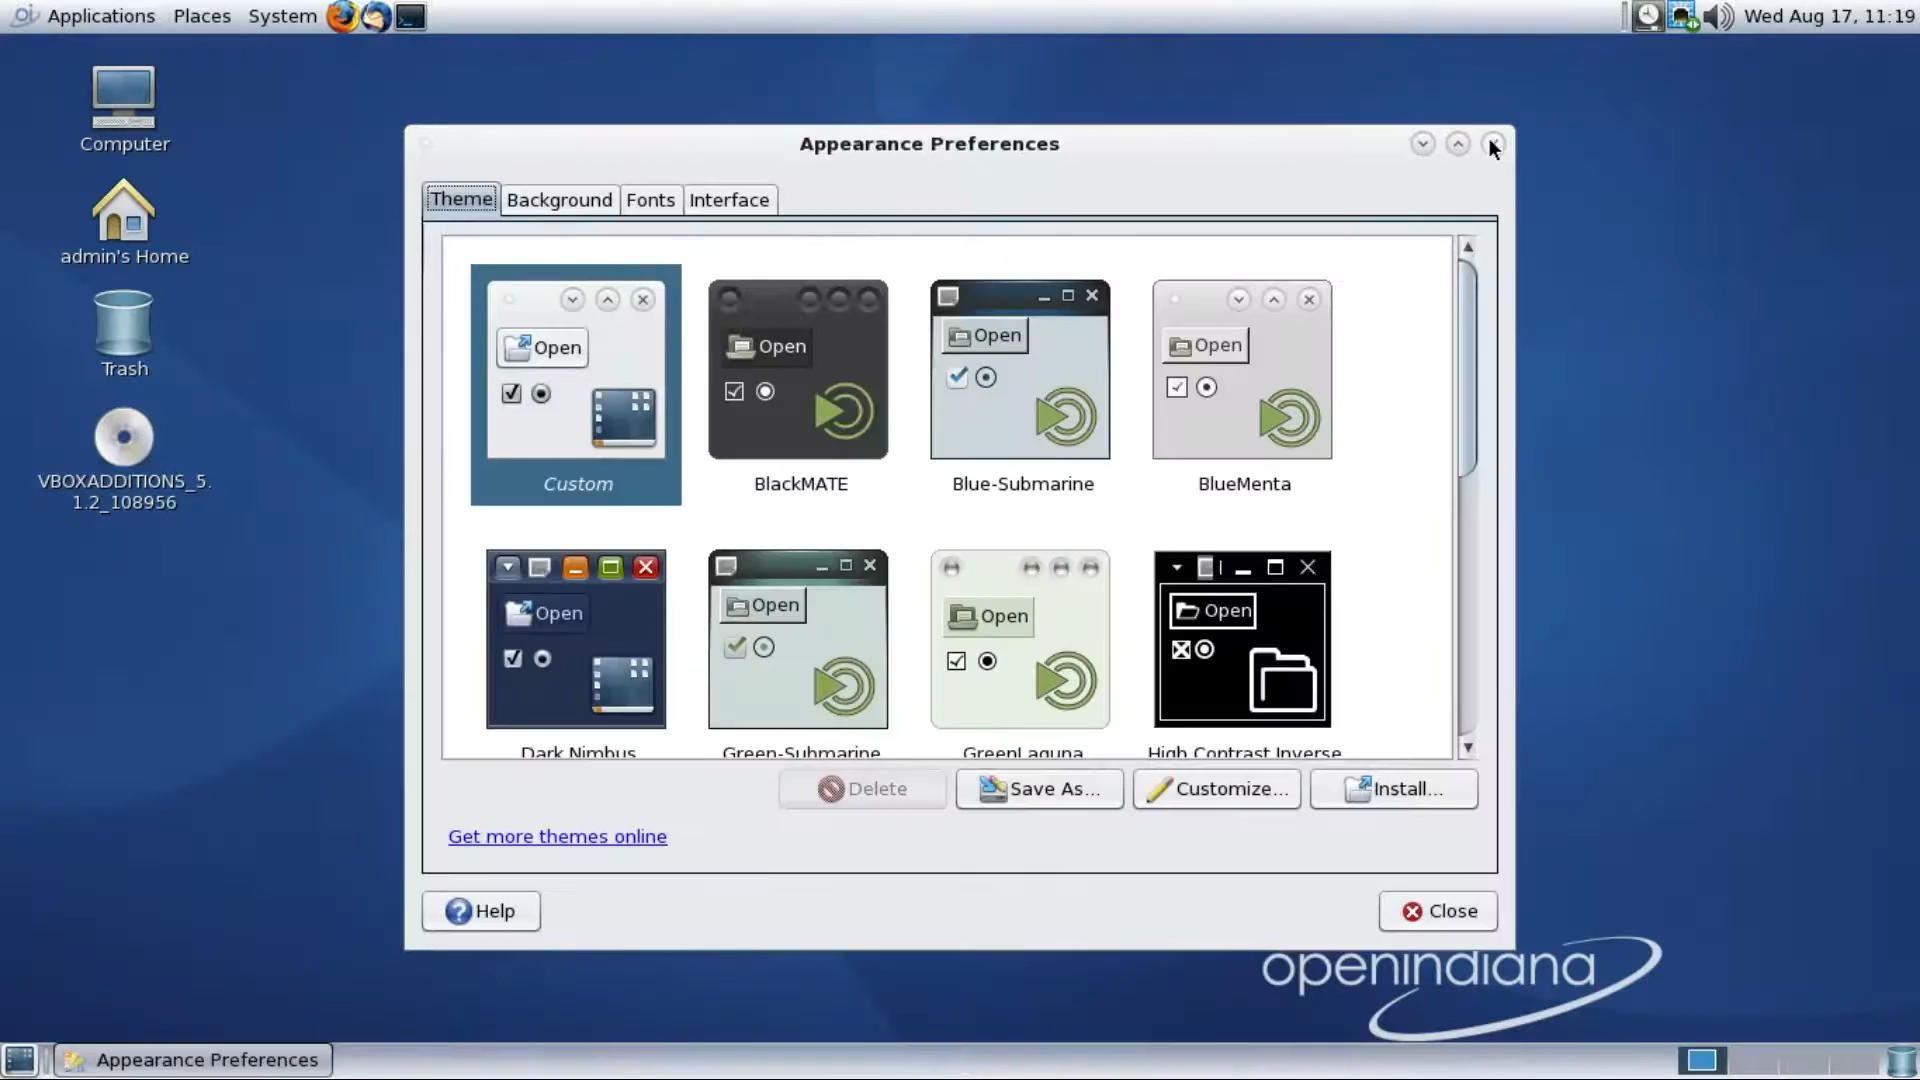 Applications Places System
Wed Aug 17, 11:19
Computer
admin's Home
Trash
VBOXADDITIONS_5.
1.2_108956
Appearance Preferences
Theme Background Fonts Interface
Open
Open
Open
Open
Custom
BlackMATE
Blue-Submarine
BlueMenta
Open
Open
Open
Open
Dark Nimbus
Green-Submarine
GreenLaguna
High Contrast Inverse
Delete
Save As...
Customize...
Install...
Get more themes online
Help
Close
openindiana
Appearance Preferences